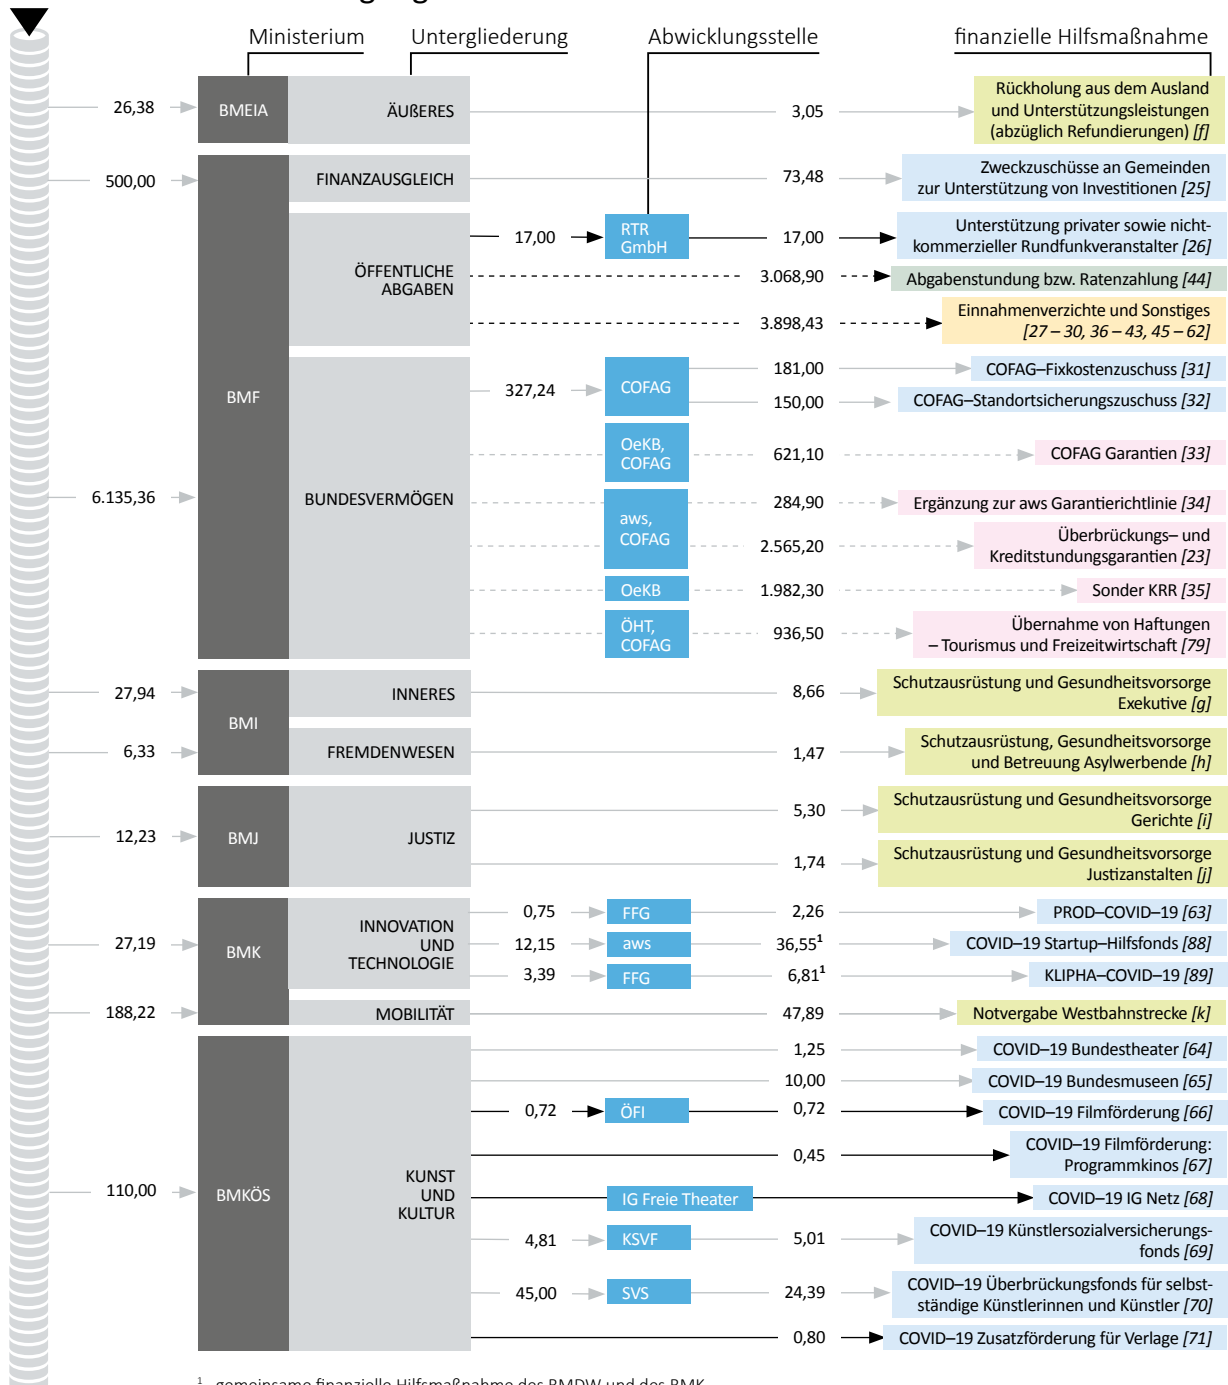 Ministerium Untergliederung Abwicklungsstelle finanzielle Hilfsmaßnahme
26,38 BMEIA ÄUßERES 3,05 Rückholung aus dem Ausland
und Unterstützungsleistungen
(abzüglich Refundierungen) [f]
500,00 BMF FINANZAUSGLEICH 73,48 Zweckzuschüsse an Gemeinden
zur Unterstützung von Investitionen [25]
ÖFFENTLICHE
ABGABEN
17,00 RTR
GmbH
17,00 Unterstützung privater sowie nicht-
kommerzieller Rundfunkveranstalter [26]
3.068,90 Abgabenstundung bzw. Ratenzahlung [44]
3.898,43 Einnahmenverzichte und Sonstiges
[27 – 30, 36 – 43, 45 – 62]
6.135,36 BUNDESVERMÖGEN
327,24 COFAG 181,00 COFAG–Fixkostenzuschuss [31]
150,00 COFAG–Standortsicherungszuschuss [32]
OeKB,
COFAG
621,10 COFAG Garantien [33]
aws,
COFAG
284,90 Ergänzung zur aws Garantierichtlinie [34]
2.565,20 Überbrückungs– und
Kreditstundungsgarantien [23]
OeKB 1.982,30 Sonder KRR [35]
ÖHT,
COFAG
936,50 Übernahme von Haftungen
– Tourismus und Freizeitwirtschaft [79]
27,94 BMI INNERES 8,66 Schutzausrüstung und Gesundheitsvorsorge
Exekutive [g]
6,33 FREMDENWESEN 1,47 Schutzausrüstung, Gesundheitsvorsorge
und Betreuung Asylwerbende [h]
12,23 BMJ JUSTIZ 5,30 Schutzausrüstung und Gesundheitsvorsorge
Gerichte [i]
1,74 Schutzausrüstung und Gesundheitsvorsorge
Justizanstalten [j]
27,19 BMK INNOVATION
UND
TECHNOLOGIE
0,75 FFG 2,26 PROD–COVID–19 [63]
12,15 aws 36,55¹ COVID–19 Startup–Hilfsfonds [88]
3,39 FFG 6,81¹ KLIPHA–COVID–19 [89]
188,22 MOBILITÄT 47,89 Notvergabe Westbahnstrecke [k]
110,00 BMKÖS KUNST
UND
KULTUR
1,25 COVID–19 Bundestheater [64]
10,00 COVID–19 Bundesmuseen [65]
0,72 ÖFI 0,72 COVID–19 Filmförderung [66]
0,45 COVID–19 Filmförderung:
Programmkinos [67]
IG Freie Theater COVID–19 IG Netz [68]
4,81 KSVF 5,01 COVID–19 Künstlersozialversicherungs-
fonds [69]
45,00 SVS 24,39 COVID–19 Überbrückungsfonds für selbst-
ständige Künstlerinnen und Künstler [70]
0,80 COVID–19 Zusatzförderung für Verlage [71]
¹ gemeinsame finanzielle Hilfsmaßnahme des BMDW und des BMK